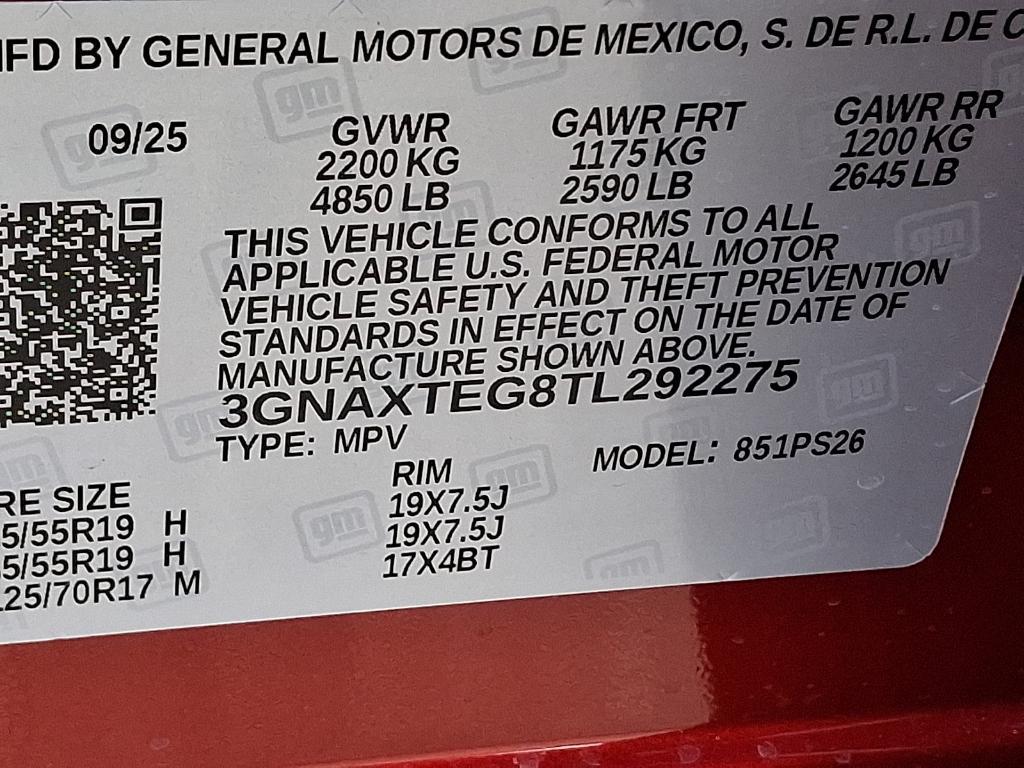 MFD BY GENERAL MOTORS DE MEXICO, S. DE R.L. DE C
09/25 GVWR GAWR FRT GAWR RR
2200 KG 1175 KG 1200 KG
4850 LB 2590 LB 2645 LB
THIS VEHICLE CONFORMS TO ALL
APPLICABLE U.S. FEDERAL MOTOR
VEHICLE SAFETY AND THEFT PREVENTION
STANDARDS IN EFFECT ON THE DATE OF
MANUFACTURE SHOWN ABOVE.
3GNAXTEG8TL292275
TYPE: MPV MODEL: 851PS26
RE SIZE RIM
5/55R19 H 19X7.5J
5/55R19 H 19X7.5J
25/70R17 M 17X4BT
gm